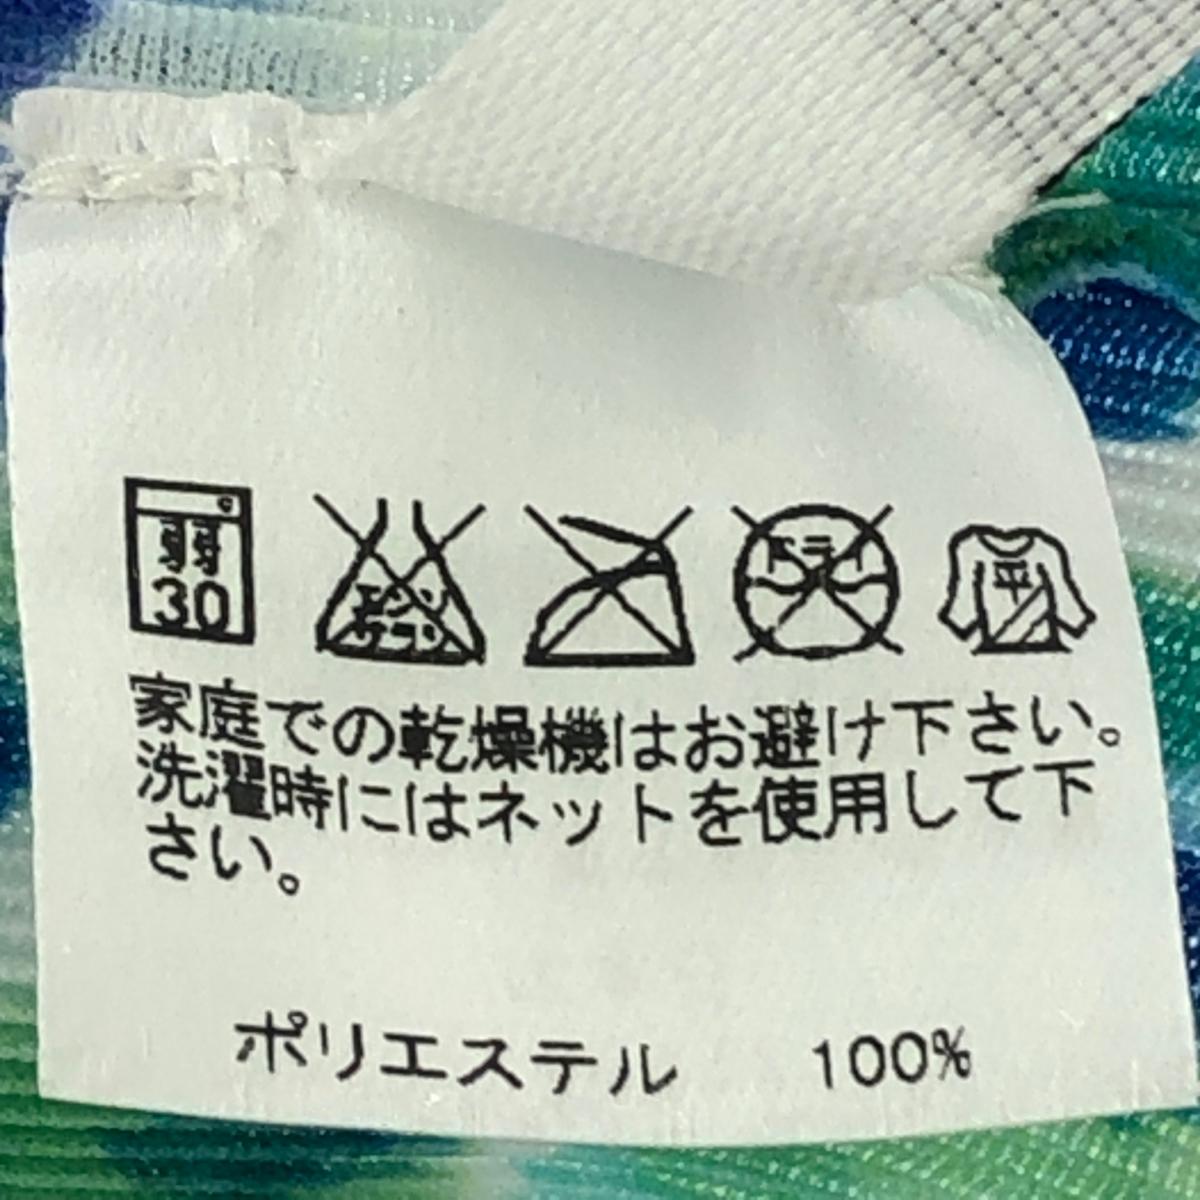 弱
30
エンソ
サラシ
ドライ
平
家庭での乾燥機はお避け下さい。
洗濯時にはネットを使用して下
さい。
ポリエステル 100%